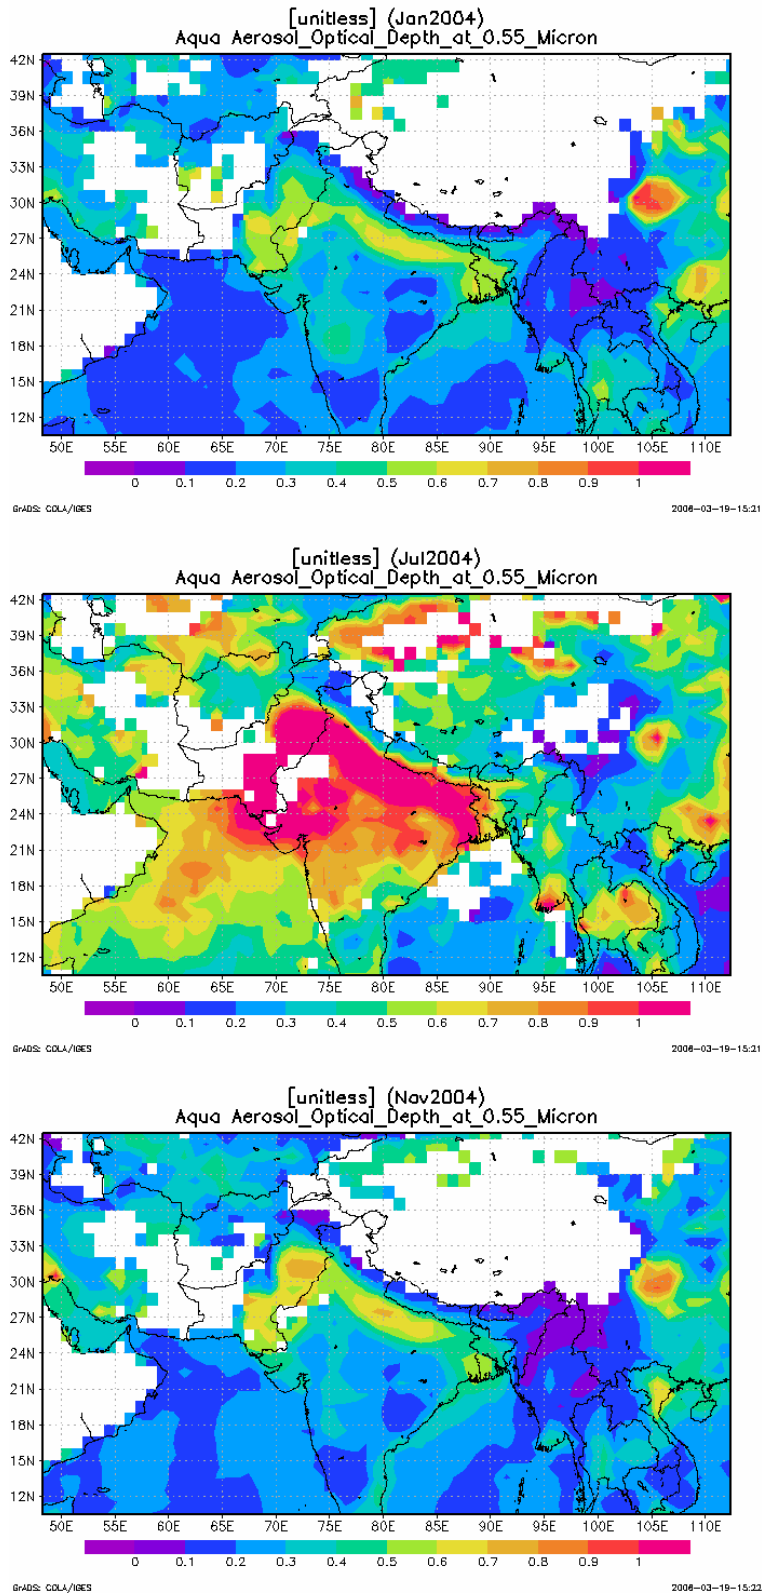 [unitless] (Jan2004)
Aqua Aerosol_Optical_Depth_at_0.55_Micron
42N
39N
36N
33N
30N
27N
24N
21N
18N
15N
12N
50E 55E 60E 65E 70E 75E 80E 85E 90E 95E 100E 105E 110E
0 0.1 0.2 0.3 0.4 0.5 0.6 0.7 0.8 0.9 1
GrADS: COLA/IGES 2006-03-19-15:21
[unitless] (Jul2004)
Aqua Aerosol_Optical_Depth_at_0.55_Micron
42N
39N
36N
33N
30N
27N
24N
21N
18N
15N
12N
50E 55E 60E 65E 70E 75E 80E 85E 90E 95E 100E 105E 110E
0 0.1 0.2 0.3 0.4 0.5 0.6 0.7 0.8 0.9 1
GrADS: COLA/IGES 2006-03-19-15:21
[unitless] (Nov2004)
Aqua Aerosol_Optical_Depth_at_0.55_Micron
42N
39N
36N
33N
30N
27N
24N
21N
18N
15N
12N
50E 55E 60E 65E 70E 75E 80E 85E 90E 95E 100E 105E 110E
0 0.1 0.2 0.3 0.4 0.5 0.6 0.7 0.8 0.9 1
GrADS: COLA/IGES 2006-03-19-15:22